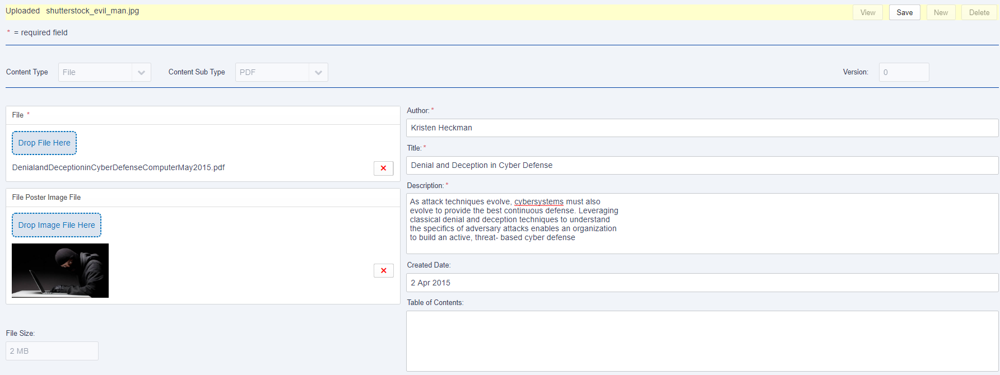 Uploaded shutterstock_evil_man.jpg
View
Save
New
Delete
* = required field
Content Type
File
Content Sub Type
PDF
Version:
0
File *
Drop File Here
DenialandDeceptioninCyberDefenseComputerMay2015.pdf
File Poster Image File
Drop Image File Here
File Size:
2 MB
Author: *
Kristen Heckman
Title: *
Denial and Deception in Cyber Defense
Description: *
As attack techniques evolve, cybersystems must also
evolve to provide the best continuous defense. Leveraging
classical denial and deception techniques to understand
the specifics of adversary attacks enables an organization
to build an active, threat- based cyber defense
Created Date:
2 Apr 2015
Table of Contents: